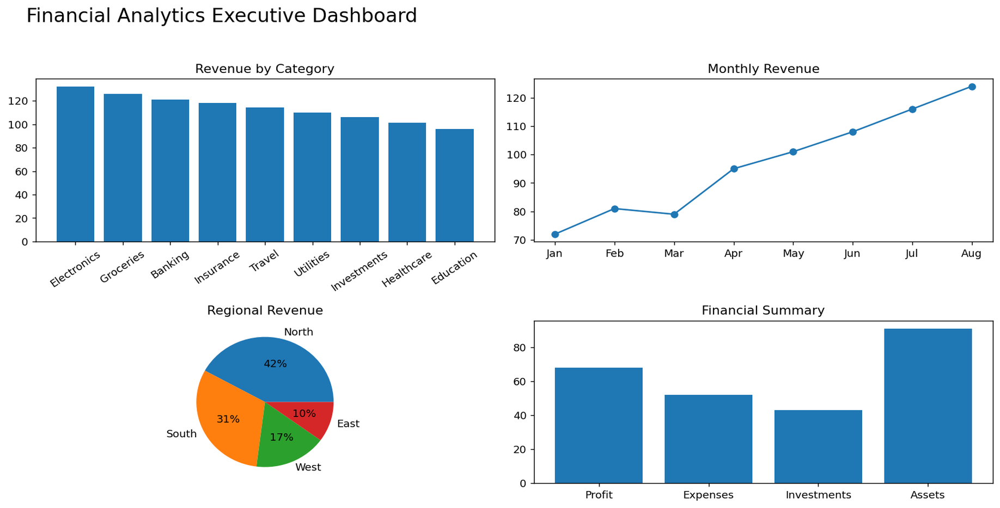 Financial Analytics Executive Dashboard
Revenue by Category
120
100
80
60
40
20
0
Electronics Groceries Banking Insurance Travel Utilities Investments Healthcare Education
Monthly Revenue
120
110
100
90
80
70
Jan Feb Mar Apr May Jun Jul Aug
Regional Revenue
North
42%
31%
10%
East
South
17%
West
Financial Summary
80
60
40
20
0
Profit Expenses Investments Assets